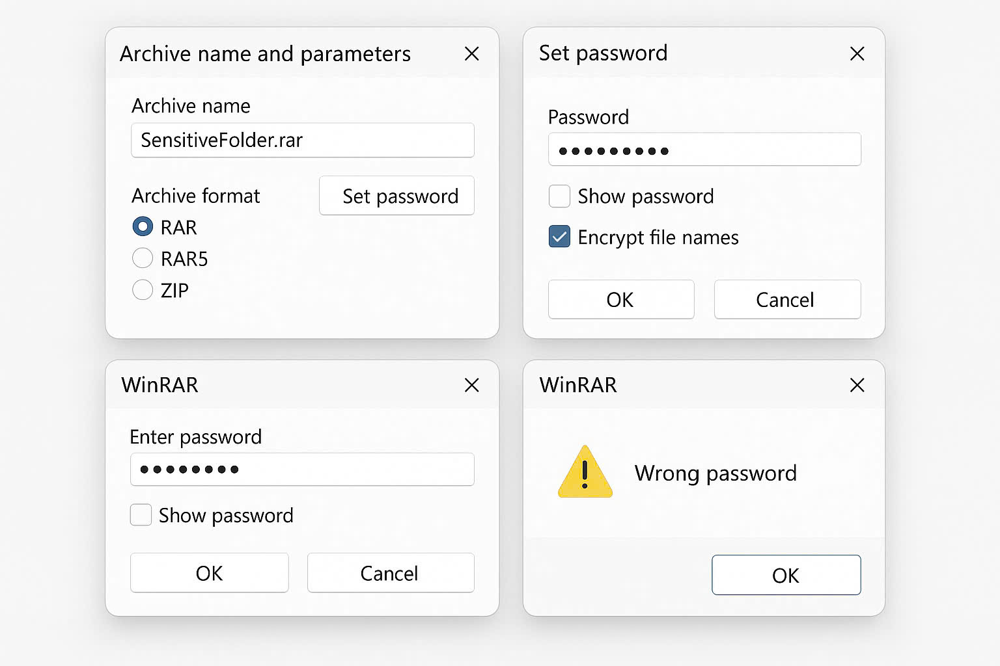 Archive name and parameters
Archive name
SensitiveFolder.rar
Archive format
Set password
RAR
RAR5
ZIP
Set password
Password
●●●●●●●●●
Show password
Encrypt file names
OK
Cancel
WinRAR
Enter password
●●●●●●●●
Show password
OK
Cancel
WinRAR
Wrong password
OK